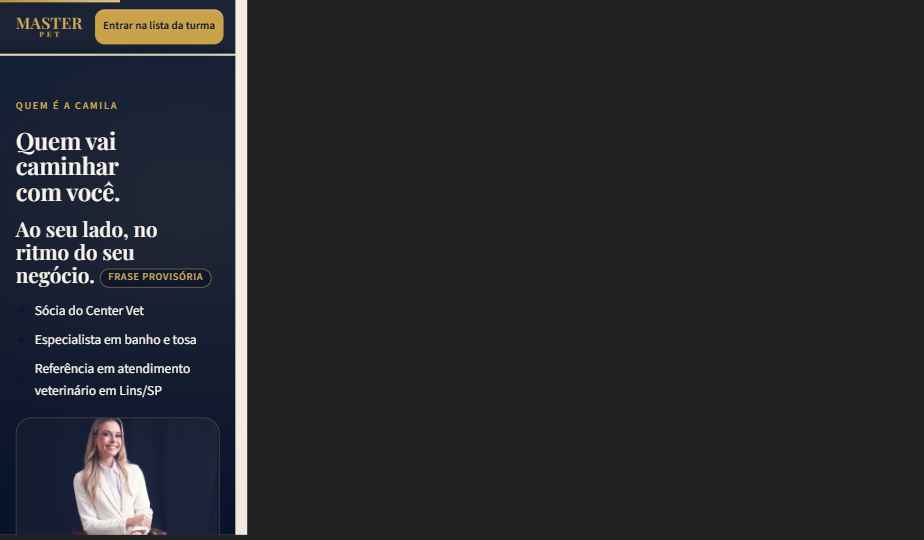 MASTER
PET
Entrar na lista da turma
QUEM É A CAMILA
Quem vai
caminhar
com você.
Ao seu lado, no
ritmo do seu
negócio. FRASE PROVISÓRIA
Sócia do Center Vet
Especialista em banho e tosa
Referência em atendimento
veterinário em Lins/SP